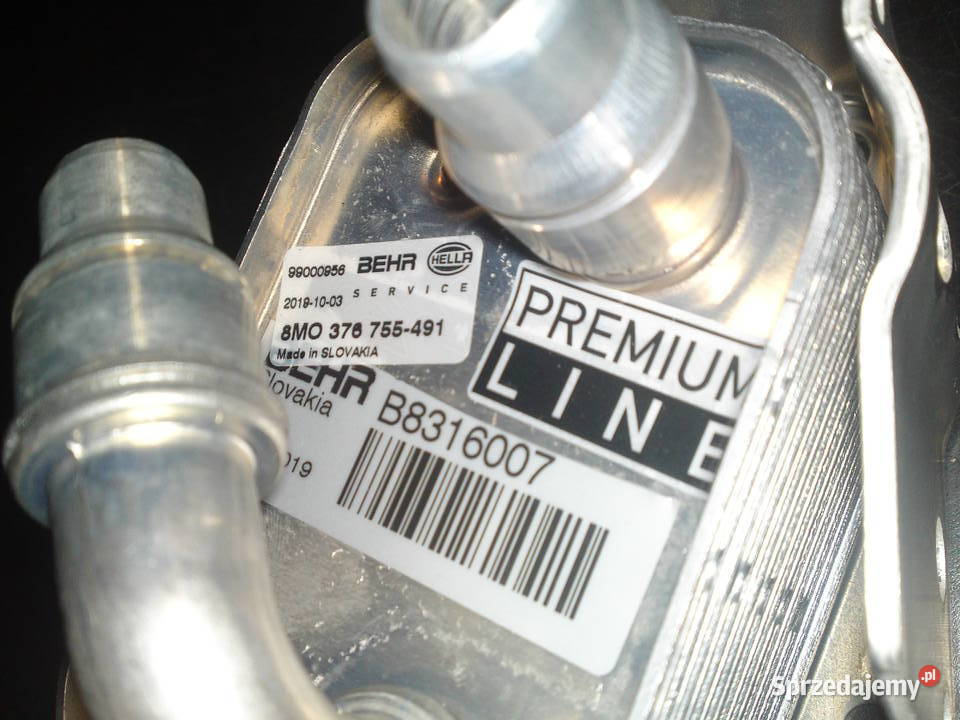 99000956 BEHR HELLA
2019-10-03 SERVICE
8MO 376 755-491
Made in SLOVAKIA
PREMIUM
LINE
BEHR
Slovakia
B8316007
2019
Sprzedajemy.pl